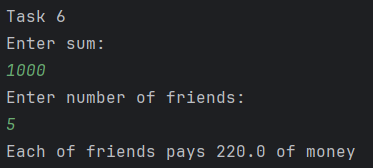 Task 6
Enter sum:
1000
Enter number of friends:
5
Each of friends pays 220.0 of money